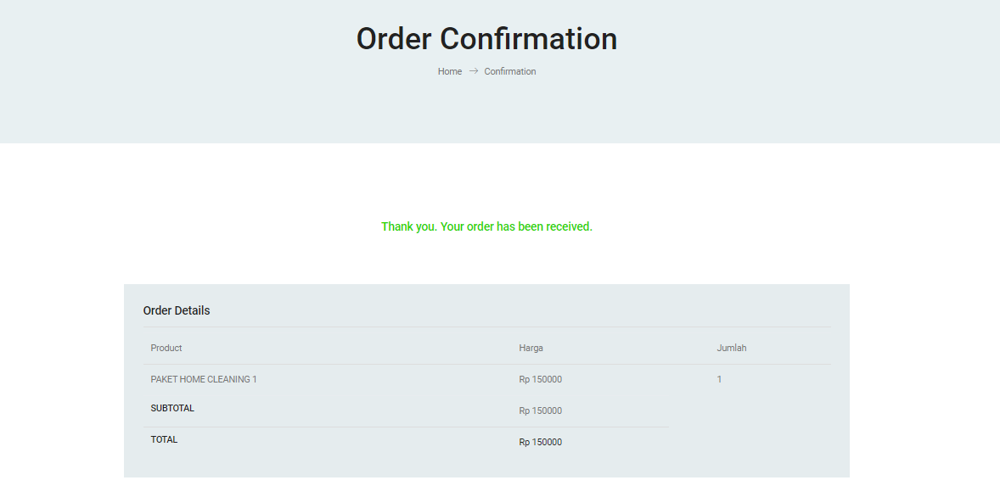 Order Confirmation
Home → Confirmation
Thank you. Your order has been received.
Order Details
Product Harga Jumlah
PAKET HOME CLEANING 1 Rp 150000 1
SUBTOTAL Rp 150000
TOTAL Rp 150000